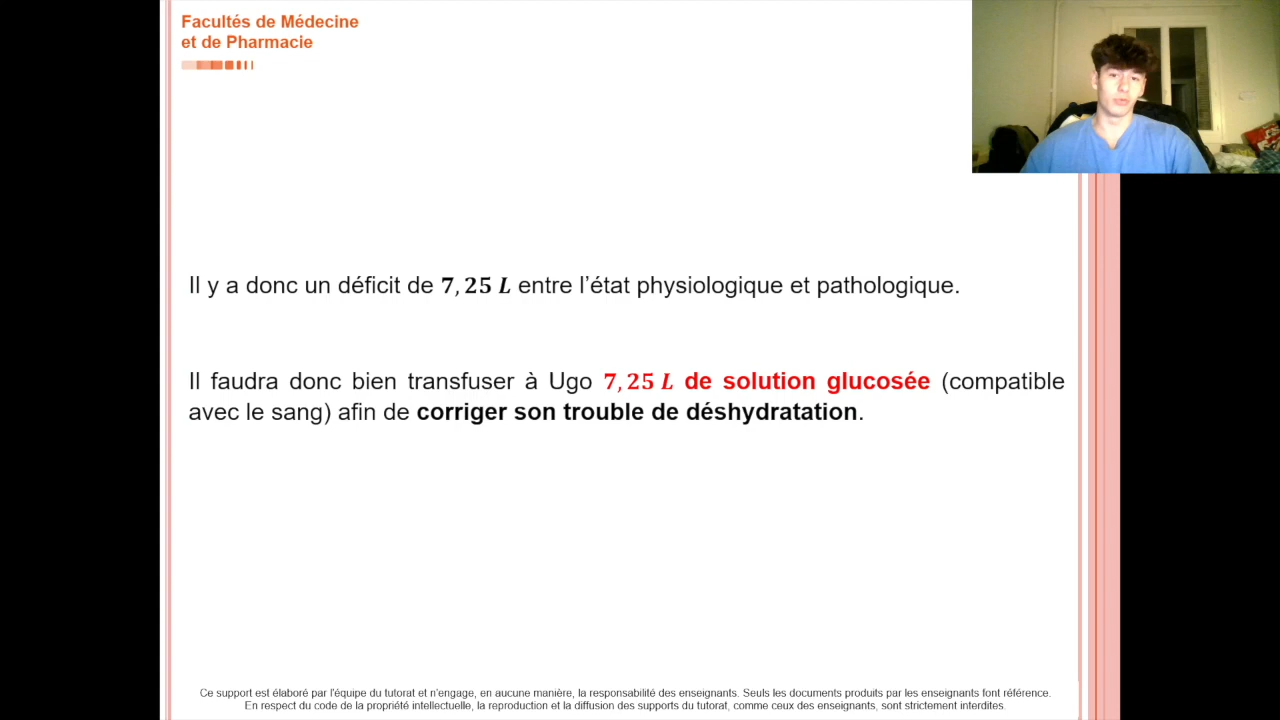 Facultés de Médecine
et de Pharmacie
Il y a donc un déficit de 7,25 L entre l’état physiologique et pathologique.
Il faudra donc bien transfuser à Ugo 7,25 L de solution glucosée (compatible
avec le sang) afin de corriger son trouble de déshydratation.
Ce support est élaboré par l'équipe du tutorat et n’engage, en aucune manière, la responsabilité des enseignants. Seuls les documents produits par les enseignants font référence.
En respect du code de la propriété intellectuelle, la reproduction et la diffusion des supports du tutorat, comme ceux des enseignants, sont strictement interdites.